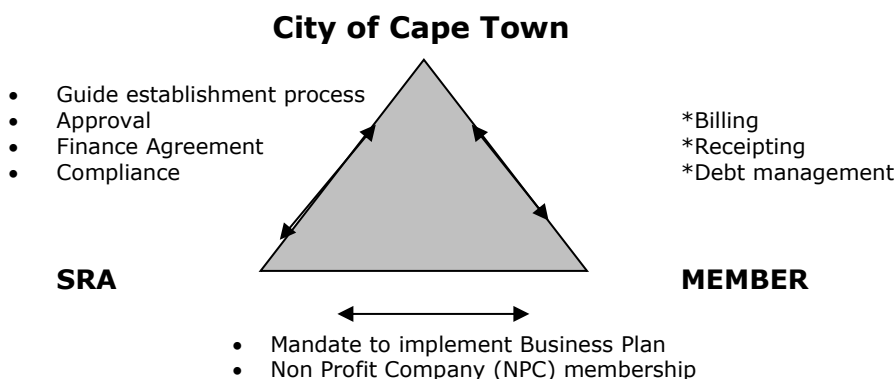 City of Cape Town
• Guide establishment process
• Approval
• Finance Agreement
• Compliance
*Billing
*Receipting
*Debt management
SRA
MEMBER
• Mandate to implement Business Plan
• Non Profit Company (NPC) membership